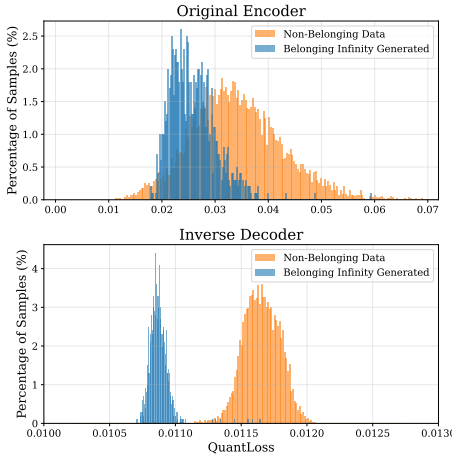 Original Encoder
Percentage of Samples (%)
2.5
2.0
1.5
1.0
0.5
0.0
Non-Belonging Data
Belonging Infinity Generated
0.00 0.01 0.02 0.03 0.04 0.05 0.06 0.07
Inverse Decoder
Percentage of Samples (%)
4
3
2
1
0
Non-Belonging Data
Belonging Infinity Generated
0.0100 0.0105 0.0110 0.0115 0.0120 0.0125 0.0130
QuantLoss